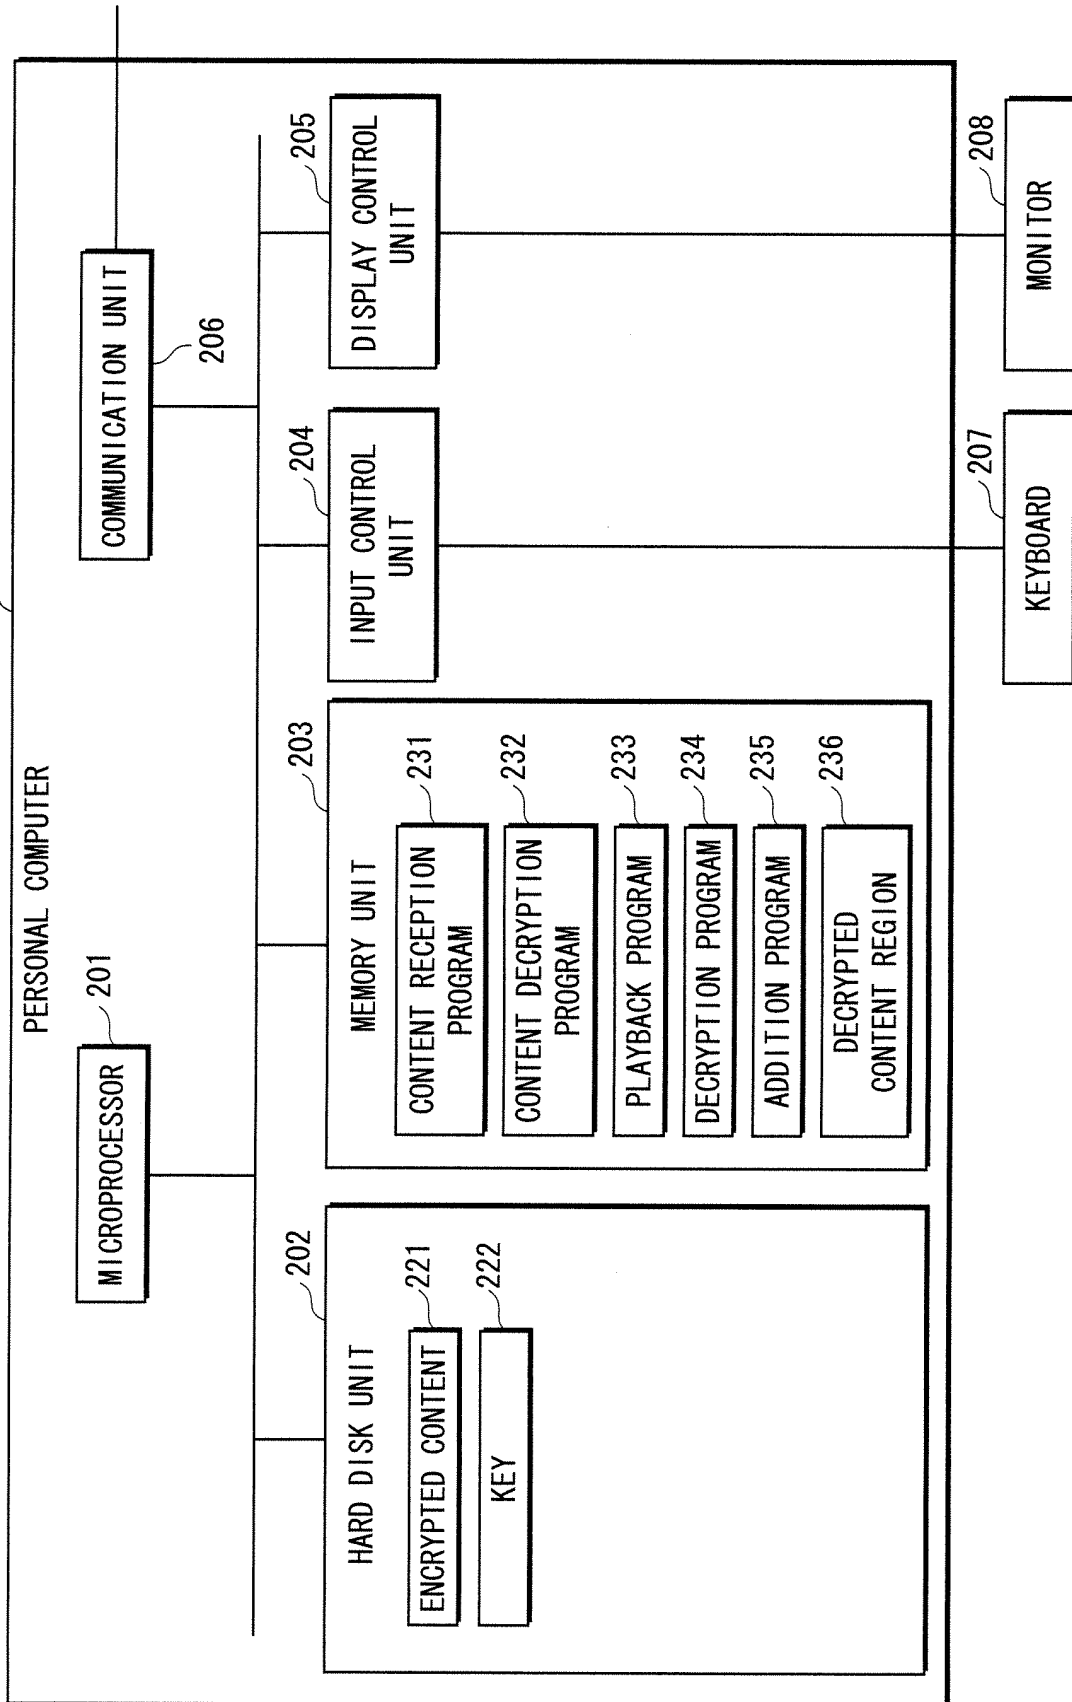 PERSONAL COMPUTER
MICROPROCESSOR
201
COMMUNICATION UNIT
206
HARD DISK UNIT
202
ENCRYPTED CONTENT
221
KEY
222
MEMORY UNIT
203
CONTENT RECEPTION
PROGRAM
231
CONTENT DECRYPTION
PROGRAM
232
PLAYBACK PROGRAM
233
DECRYPTION PROGRAM
234
ADDITION PROGRAM
235
DECRYPTED
CONTENT REGION
236
INPUT CONTROL
UNIT
204
DISPLAY CONTROL
UNIT
205
KEYBOARD
207
MONITOR
208